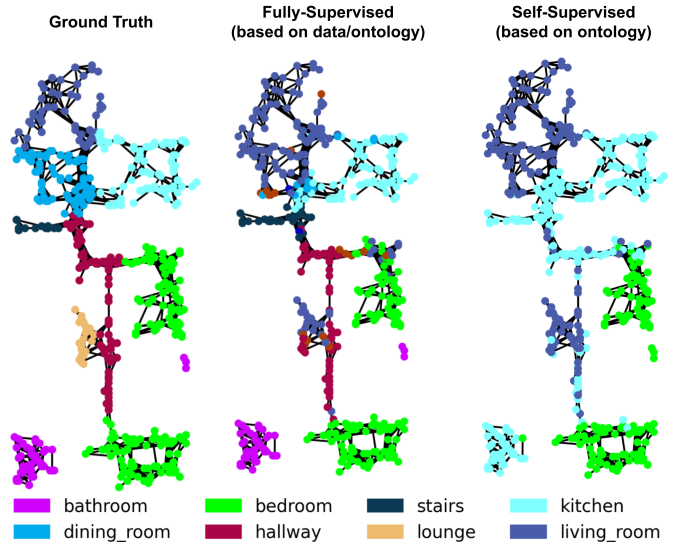 Ground Truth
Fully-Supervised
(based on data/ontology)
Self-Supervised
(based on ontology)
bathroom
bedroom
stairs
kitchen
dining_room
hallway
lounge
living_room